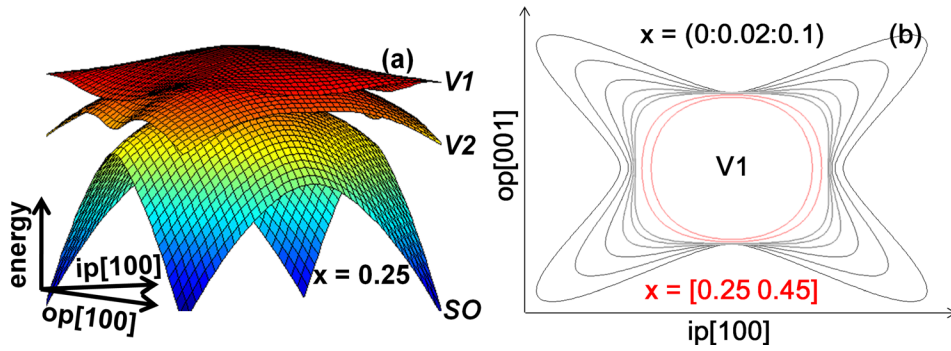 (a)
V1
V2
energy
ip[100]
op[100]
x = 0.25
SO
x = (0:0.02:0.1)
(b)
op[001]
V1
x = [0.25 0.45]
ip[100]